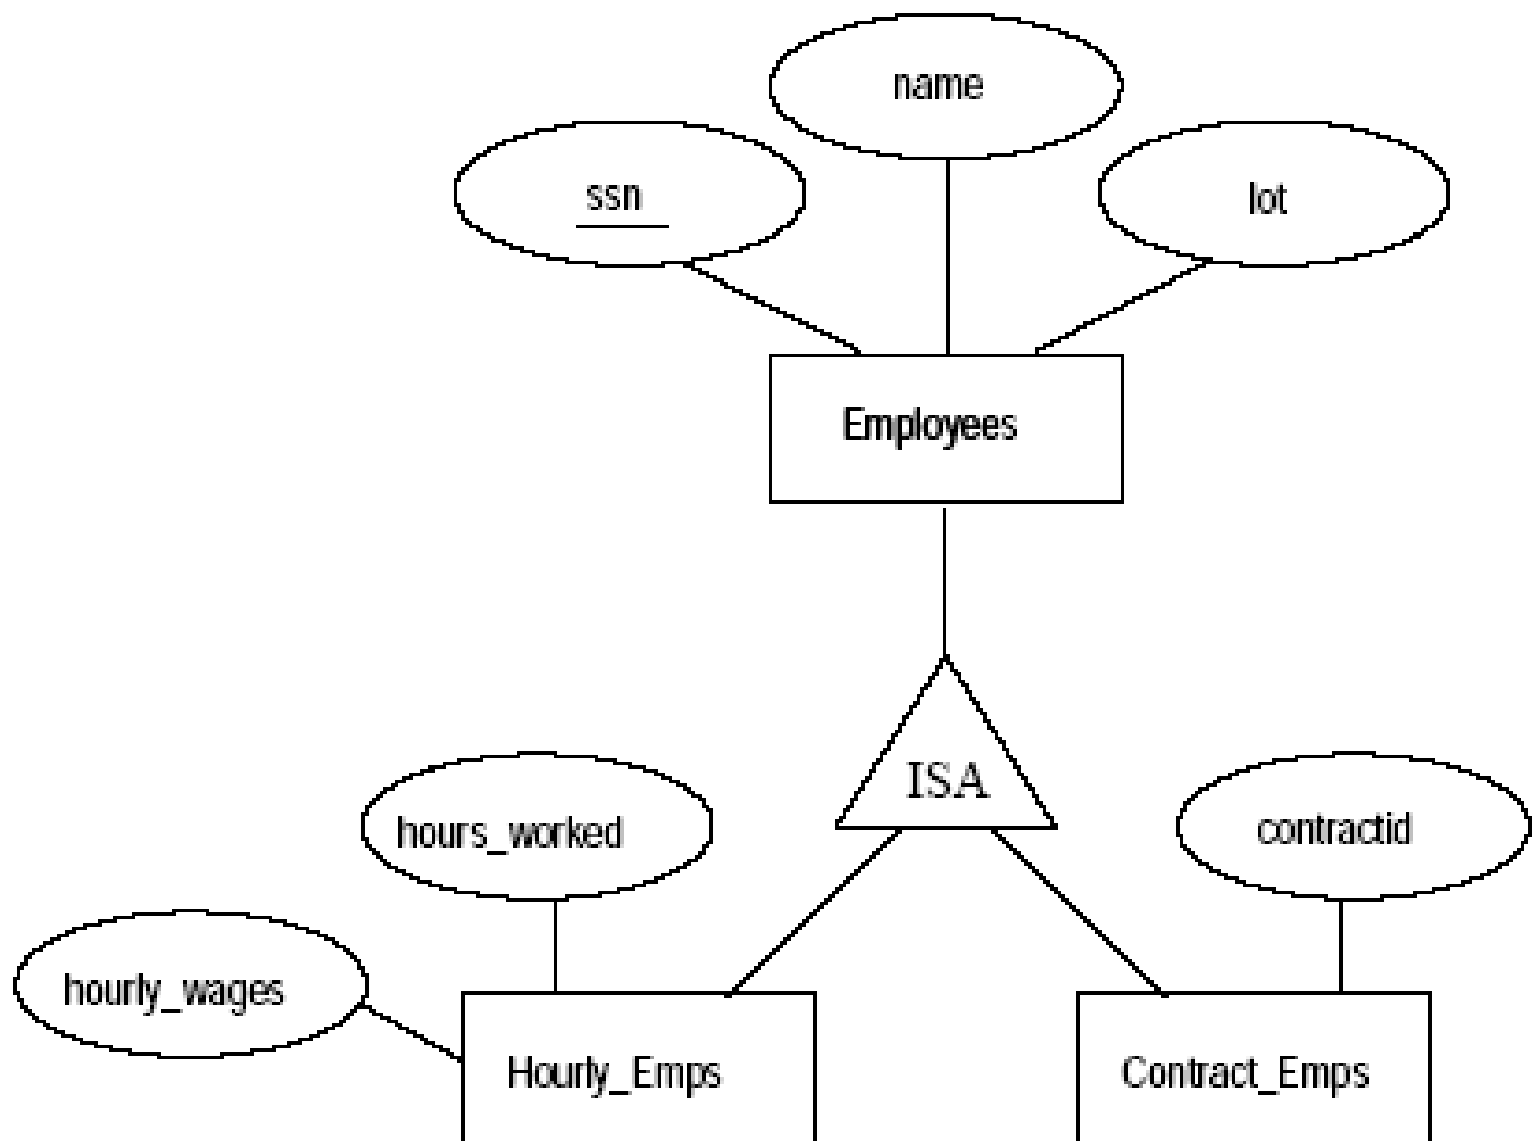 name
ssn
lot
Employees
ISA
hours_worked
contractid
hourly_wages
Hourly_Emps
Contract_Emps